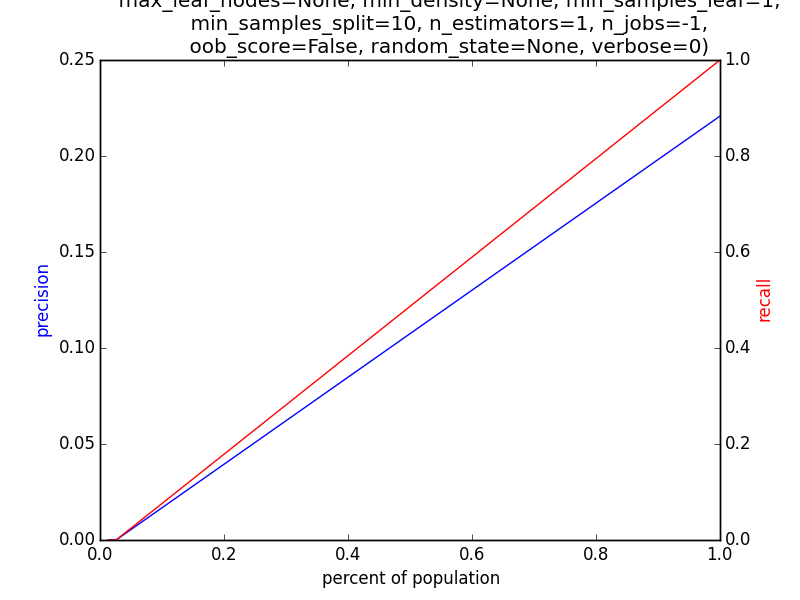 max_leaf_nodes=None, min_density=None, min_samples_leaf=1,
min_samples_split=10, n_estimators=1, n_jobs=-1,
oob_score=False, random_state=None, verbose=0)
0.25
0.20
0.15
0.10
0.05
0.00
precision
1.0
0.8
0.6
0.4
0.2
0.0
recall
0.0 0.2 0.4 0.6 0.8 1.0
percent of population